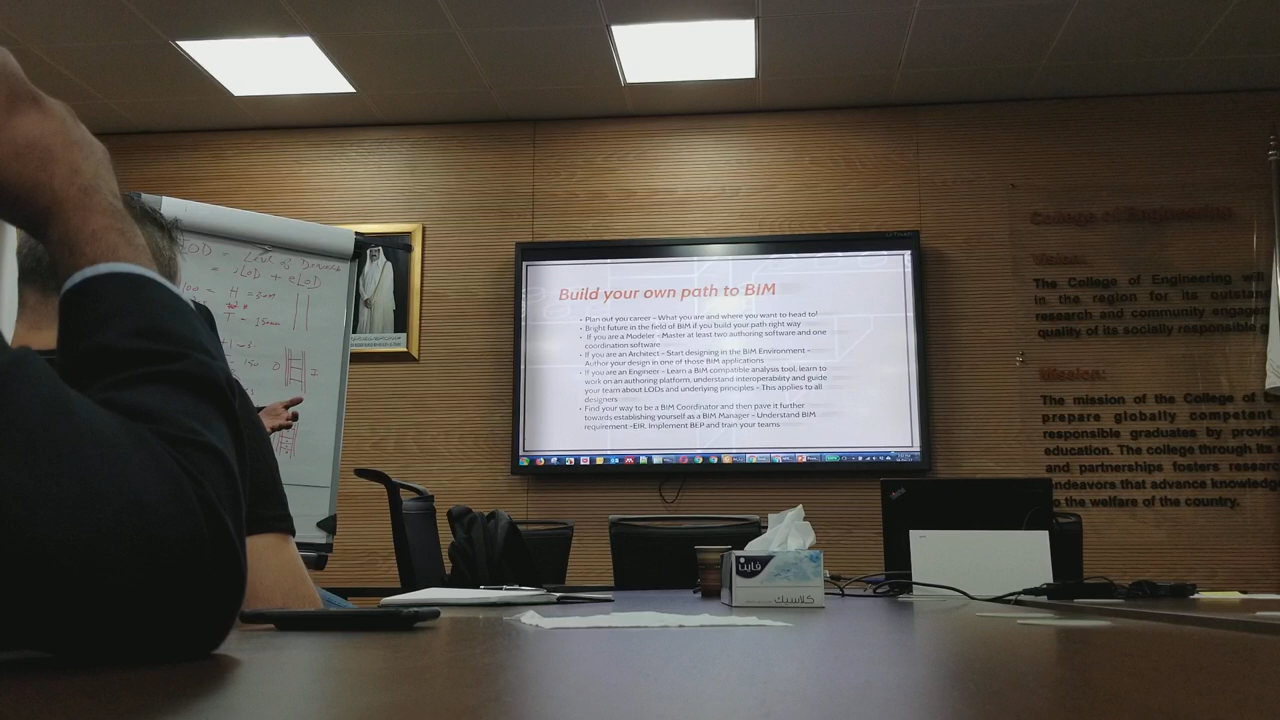 LOD = Level of
= LOD + eLoD
100 = H =
T - 150mm
Build your own path to BIM
• Plan out you career – What you are and where you want to head to!
• Bright future in the field of BIM if you build your path right way
• If you are a Modeler – Master at least two authoring software and one
coordination software
• If you are an Architect – Start designing in the BIM Environment –
Author your design in one of those BIM applications
• If you are an Engineer – Learn a BIM compatible analysis tool, learn to
work on an authoring platform, understand interoperability and guide
your team about LODs and underlying principles – This applies to all
designers
• Find your way to be a BIM Coordinator and then pave it further
towards establishing yourself as a BIM Manager – Understand BIM
requirement -EIR, Implement BEP and train your teams
College of Engineering
Vision:
The College of Engineering will
in the region for its
research and community
quality of its socially responsible
Mission:
The mission of the College of
prepare globally competent
responsible graduates by
education. The college through its
and partnerships fosters
endeavors that advance
to the welfare of the country.
فاين
كلاسيك